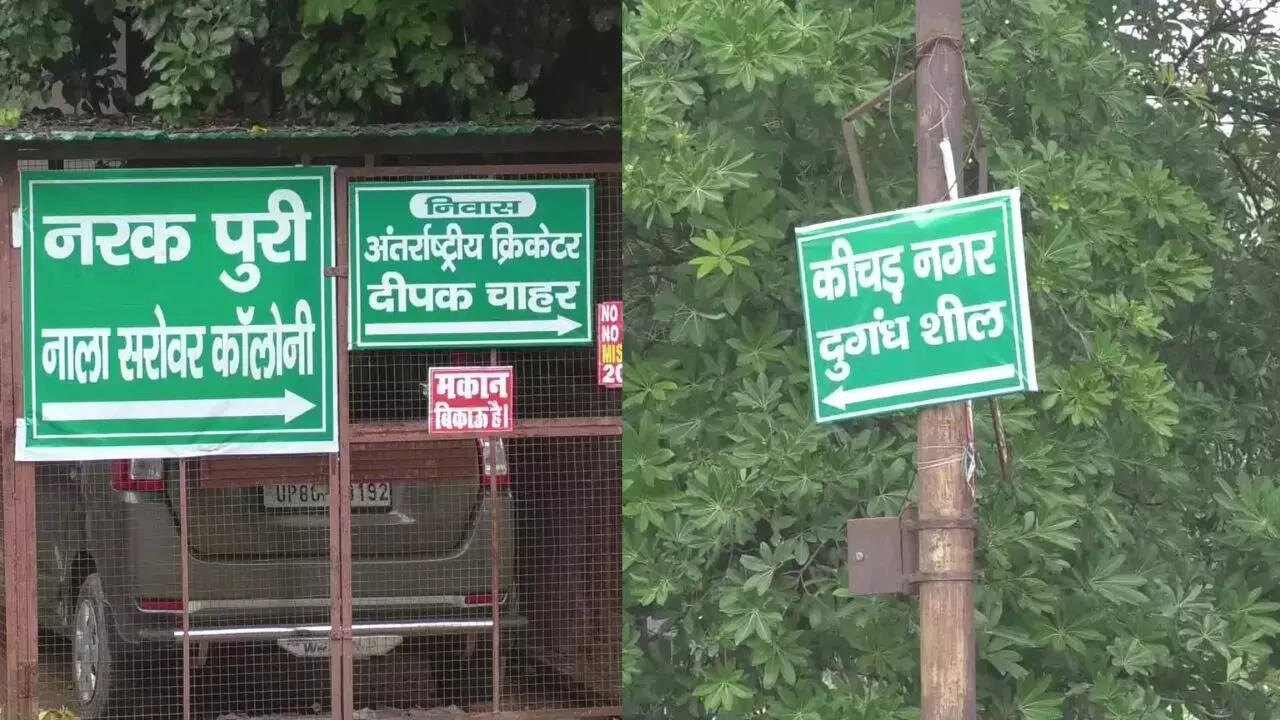 नरक पुरी
नाला सरोवर कॉलोनी
निवास
अंतर्राष्ट्रीय क्रिकेटर
दीपक चाहर
मकान
बिकाऊ है।
NO
NO
कीचड़ नगर
दुगंध शील